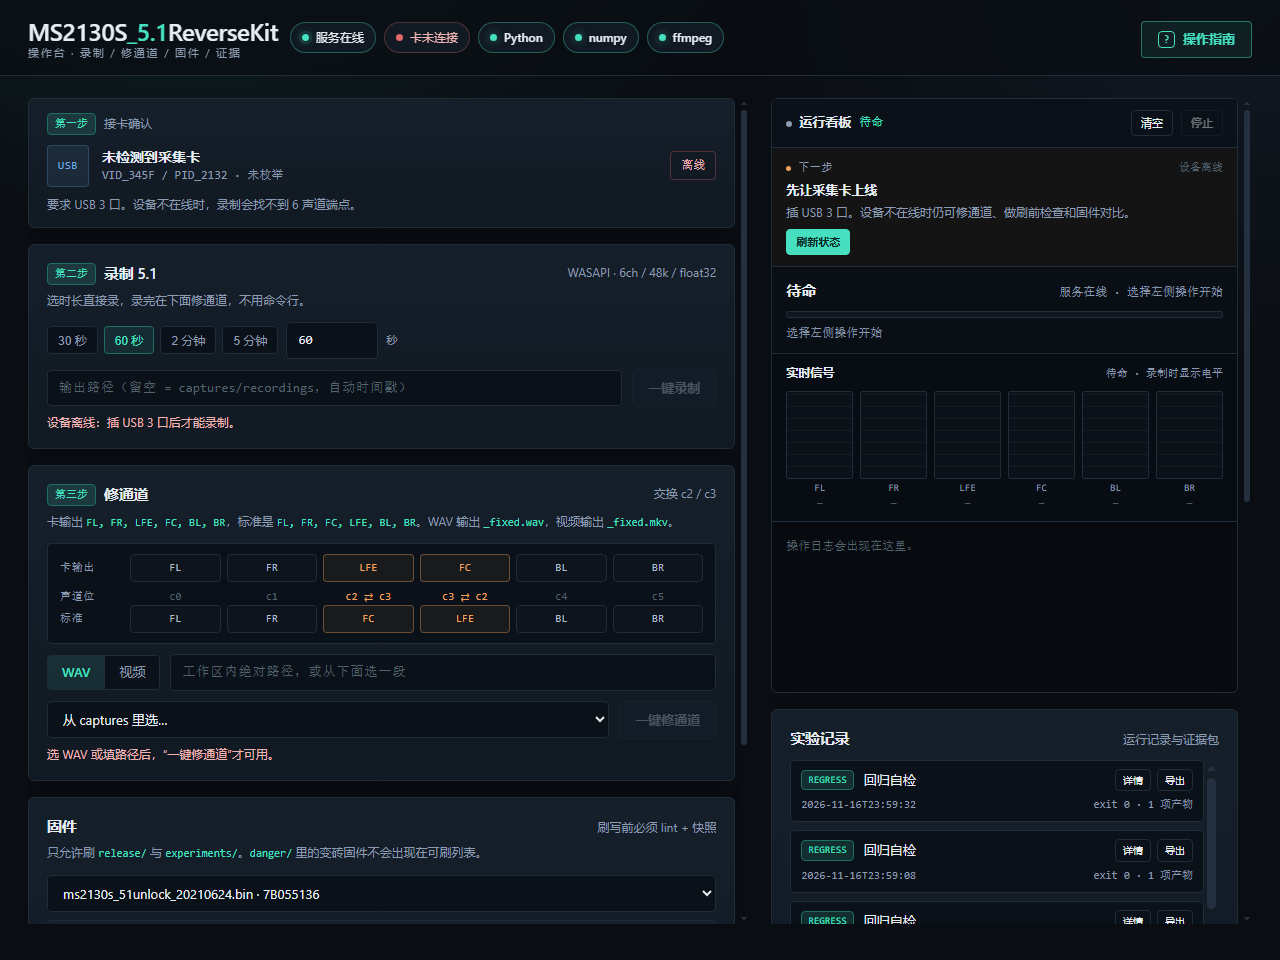 MS2130S_5.1ReverseKit
操作台 · 录制 / 修通道 / 固件 / 证据
服务在线
卡未连接
Python
numpy
ffmpeg
? 操作指南
第一步 接卡确认
USB
未检测到采集卡
VID_345F / PID_2132 · 未枚举
离线
要求 USB 3 口。设备不在线时，录制会找不到 6 声道端点。
第二步 录制 5.1
WASAPI · 6ch / 48k / float32
选时长直接录，录完在下面修通道，不用命令行。
30 秒
60 秒
2 分钟
5 分钟
60
秒
输出路径（留空 = captures/recordings，自动时间戳）
一键录制
设备离线：插 USB 3 口后才能录制。
第三步 修通道
交换 c2 / c3
卡输出 FL, FR, LFE, FC, BL, BR，标准是 FL, FR, FC, LFE, BL, BR。WAV 输出 _fixed.wav，视频输出 _fixed.mkv。
卡输出 FL FR LFE FC BL BR
声道位 c0 c1 c2 ⇄ c3 c3 ⇄ c2 c4 c5
标准 FL FR FC LFE BL BR
WAV
视频
工作区内绝对路径，或从下面选一段
从 captures 里选...
一键修通道
选 WAV 或填路径后，“一键修通道”才可用。
固件
刷写前必须 lint + 快照
只允许刷 release/ 与 experiments/。danger/ 里的变砖固件不会出现在可刷列表。
ms2130s_51unlock_20210624.bin · 7B055136
运行看板 待命
清空
停止
下一步
设备离线
先让采集卡上线
插 USB 3 口。设备不在线时仍可修通道、做刷前检查和固件对比。
刷新状态
待命
服务在线 · 选择左侧操作开始
选择左侧操作开始
实时信号
待命 · 录制时显示电平
FL FR LFE FC BL BR
— — — — — —
操作日志会出现在这里。
实验记录
运行记录与证据包
REGRESS 回归自检
详情
导出
2026-11-16T23:59:32
exit 0 · 1 项产物
REGRESS 回归自检
详情
导出
2026-11-16T23:59:08
exit 0 · 1 项产物
REGRESS 回归自检
详情
导出